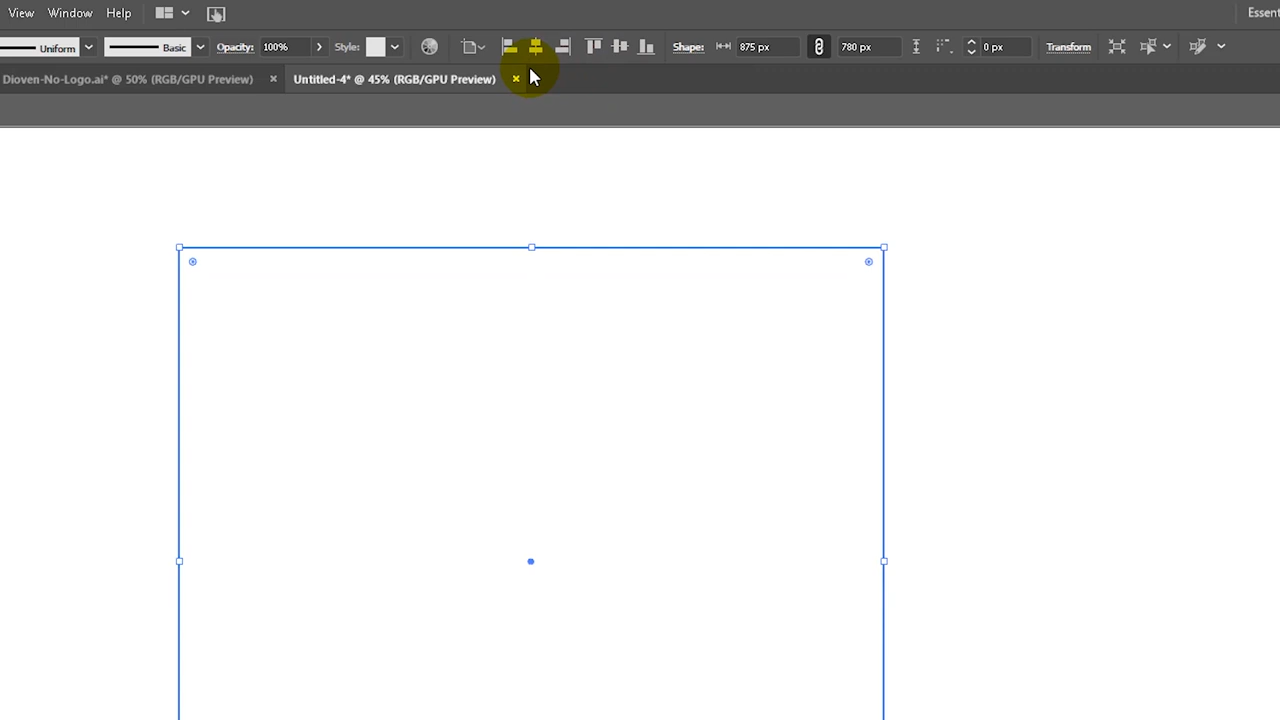 View Window Help Essent
Uniform Basic Opacity: 100% Style: Shape: 875 px 780 px 0 px Transform
Dioven-No-Logo.ai* @ 50% (RGB/GPU Preview) × Untitled-4* @ 45% (RGB/GPU Preview) ×